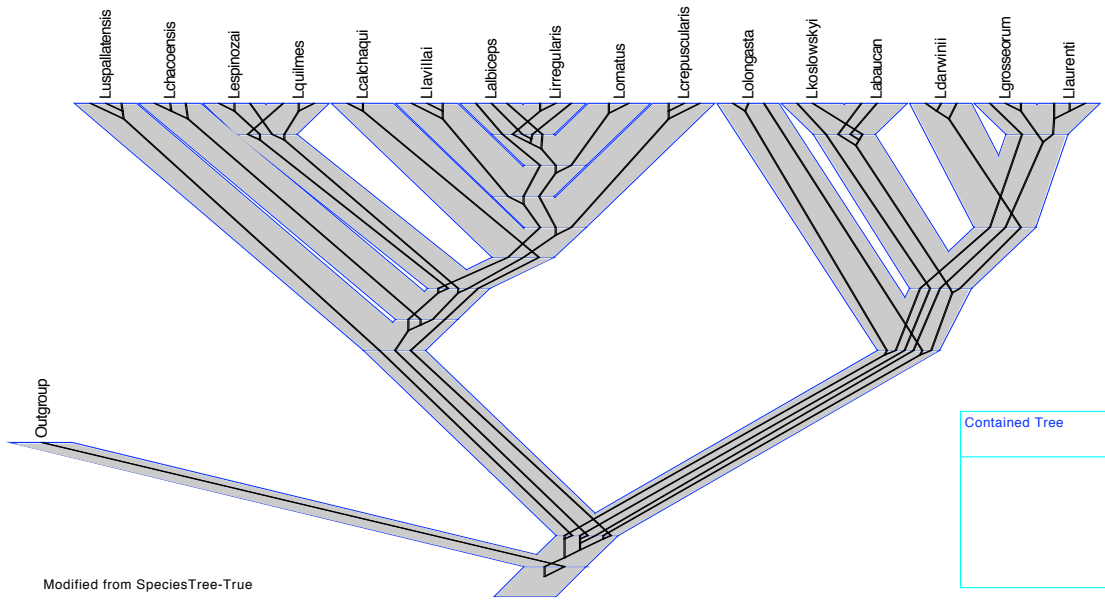 Luspallatensis
Lchacoensis
Lespinozai
Lquilmes
Lcalchaqui
Llavillai
Lalbiceps
Lirregularis
Lornatus
Lcrepuscularis
Lolongasta
Lkoslowskyi
Labaucan
Ldarwinii
Lgrosseorum
Llaurenti
Outgroup
Contained Tree
Modified from SpeciesTree-True